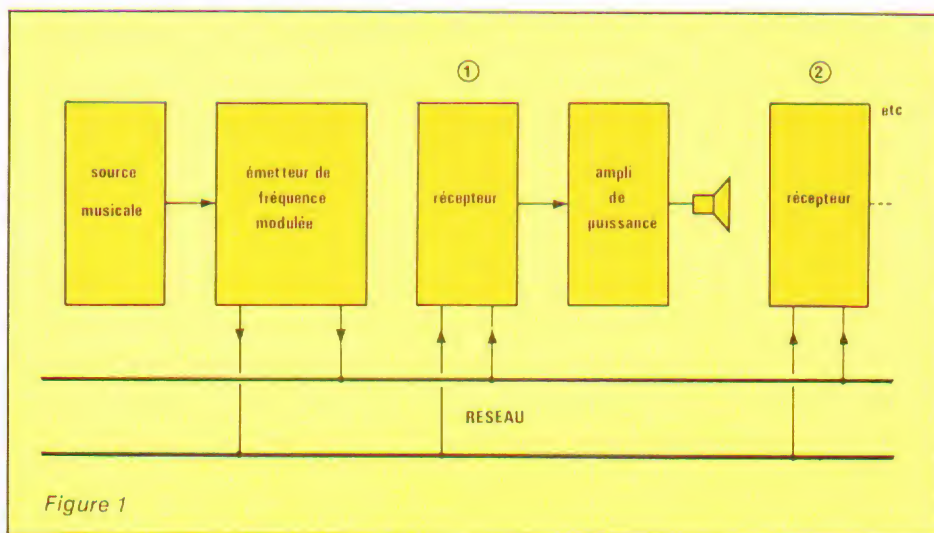 ①
②
etc
source
musicale
émetteur de
fréquence
modulée
récepteur
ampli
de
puissance
récepteur
RESEAU
Figure 1